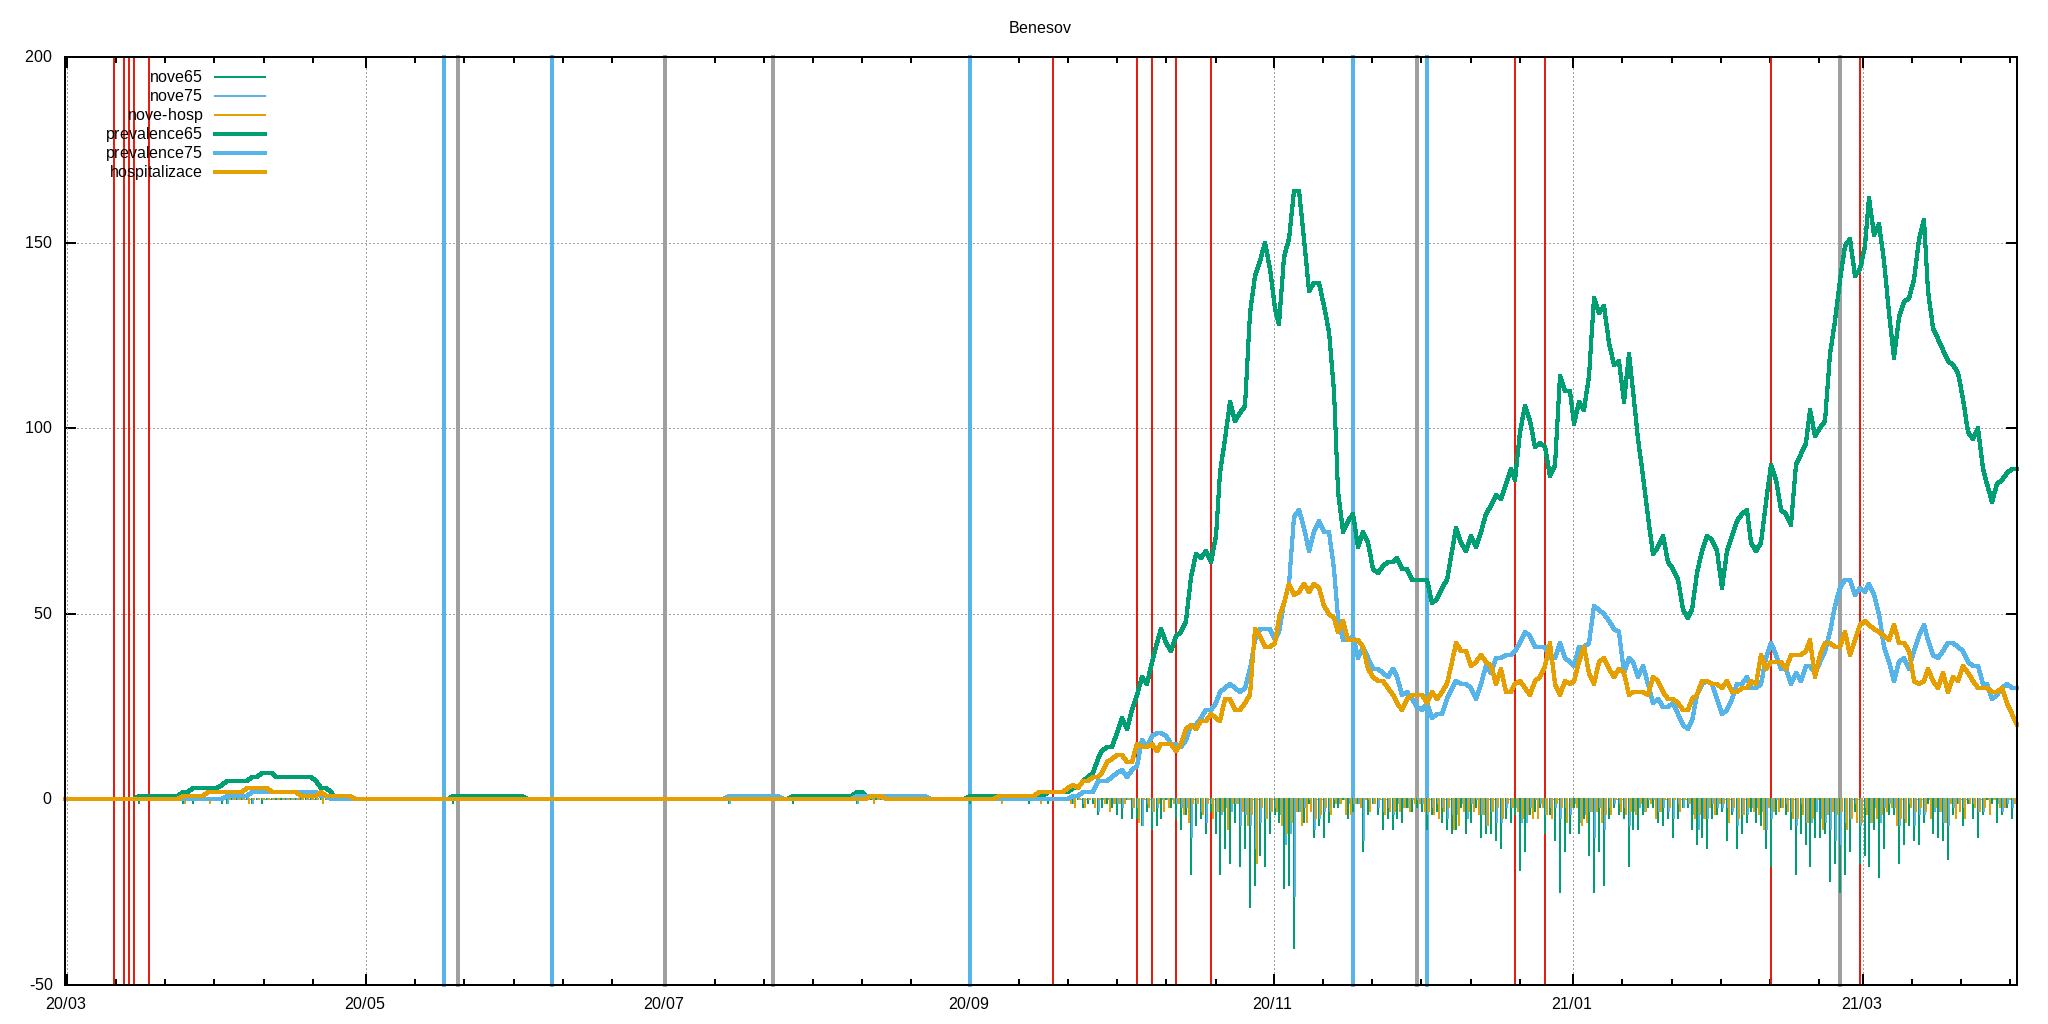 Benesov
200
nove65
nove75
nove-hosp
prevalence65
prevalence75
hospitalizace
150
100
50
0
-50
20/03 20/05 20/07 20/09 20/11 21/01 21/03